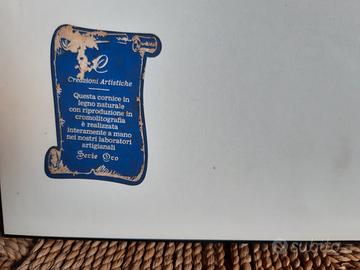 C
Creazioni Artistiche
Questa cornice in
legno naturale
con riproduzione in
cromolitografia
è realizzata
interamente a mano
nei nostri laboratori
artigianali
Serie Oro
subito